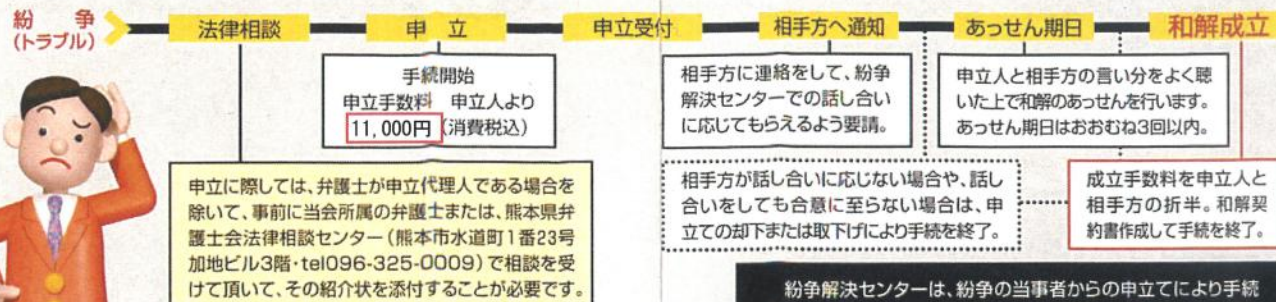 紛 争
(トラブル)
法律相談
申 立
申立受付
相手方へ通知
あっせん期日
和解成立
手続開始
申立手数料 申立人より
11,000円(消費税込)
申立に際しては、弁護士が申立代理人である場合を
除いて、事前に当会所属の弁護士または、熊本県弁
護士会法律相談センター(熊本市水道町1番23号
加地ビル3階・tel096-325-0009)で相談を受
けて頂いて、その紹介状を添付することが必要です。
相手方に連絡をして、紛争
解決センターでの話し合い
に応じてもらえるよう要請。
申立人と相手方の言い分をよく聴
いた上で和解のあっせんを行います。
あっせん期日はおおむね3回以内。
相手方が話し合いに応じない場合や、話し
合いをしても合意に至らない場合は、申
立ての却下または取下げにより手続を終了。
成立手数料を申立人と
相手方の折半。和解契
約書作成して手続を終了。
紛争解決センターは、紛争の当事者からの申立てにより手続